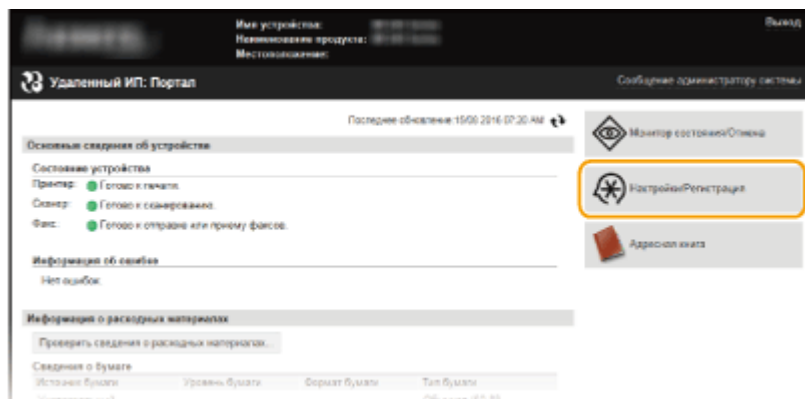 Имя устройства:
Выход
Наименование продукта:
Местоположение:
Удаленный ИП: Портал
Сообщение администратору системы
Последнее обновление:15/06 2016 07:20 AM
Основные сведения об устройстве
Монитор состояния/Отмена
Состояние устройства
Принтер: Готово к печати.
Сканер: Готово к сканированию.
Настройки/Регистрация
Факс: Готово к отправке или приему факсов.
Адресная книга
Информация об ошибке
Нет ошибок.
Информация о расходных материалах
Проверить сведения о расходных материалах...
Сведения о бумаге
Источник бумаги Уровень бумаги Формат бумаги Тип бумаги